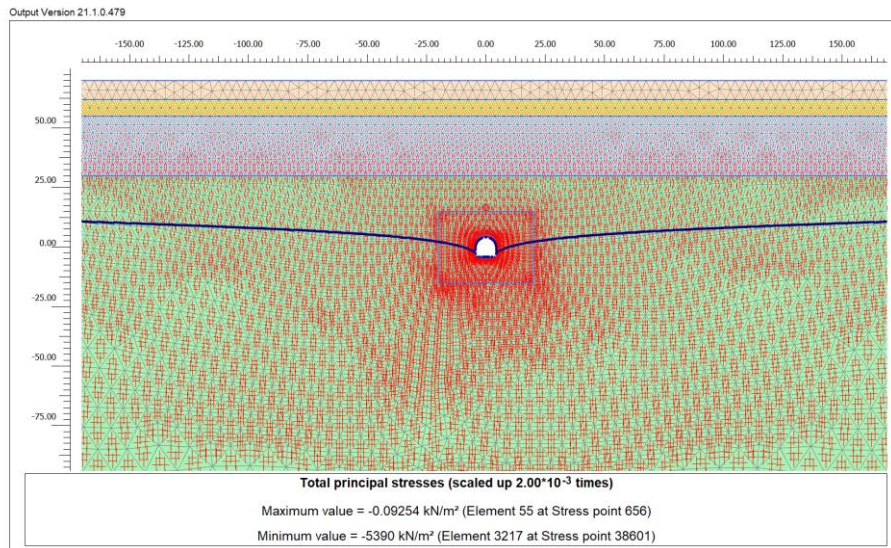 Output Version 21.1.0.479
-150.00 -125.00 -100.00 -75.00 -50.00 -25.00 0.00 25.00 50.00 75.00 100.00 125.00 150.00
50.00
25.00
0.00
-25.00
-50.00
-75.00
Total principal stresses (scaled up 2.00*10-3 times)
Maximum value = -0.09254 kN/m² (Element 55 at Stress point 656)
Minimum value = -5390 kN/m² (Element 3217 at Stress point 38601)